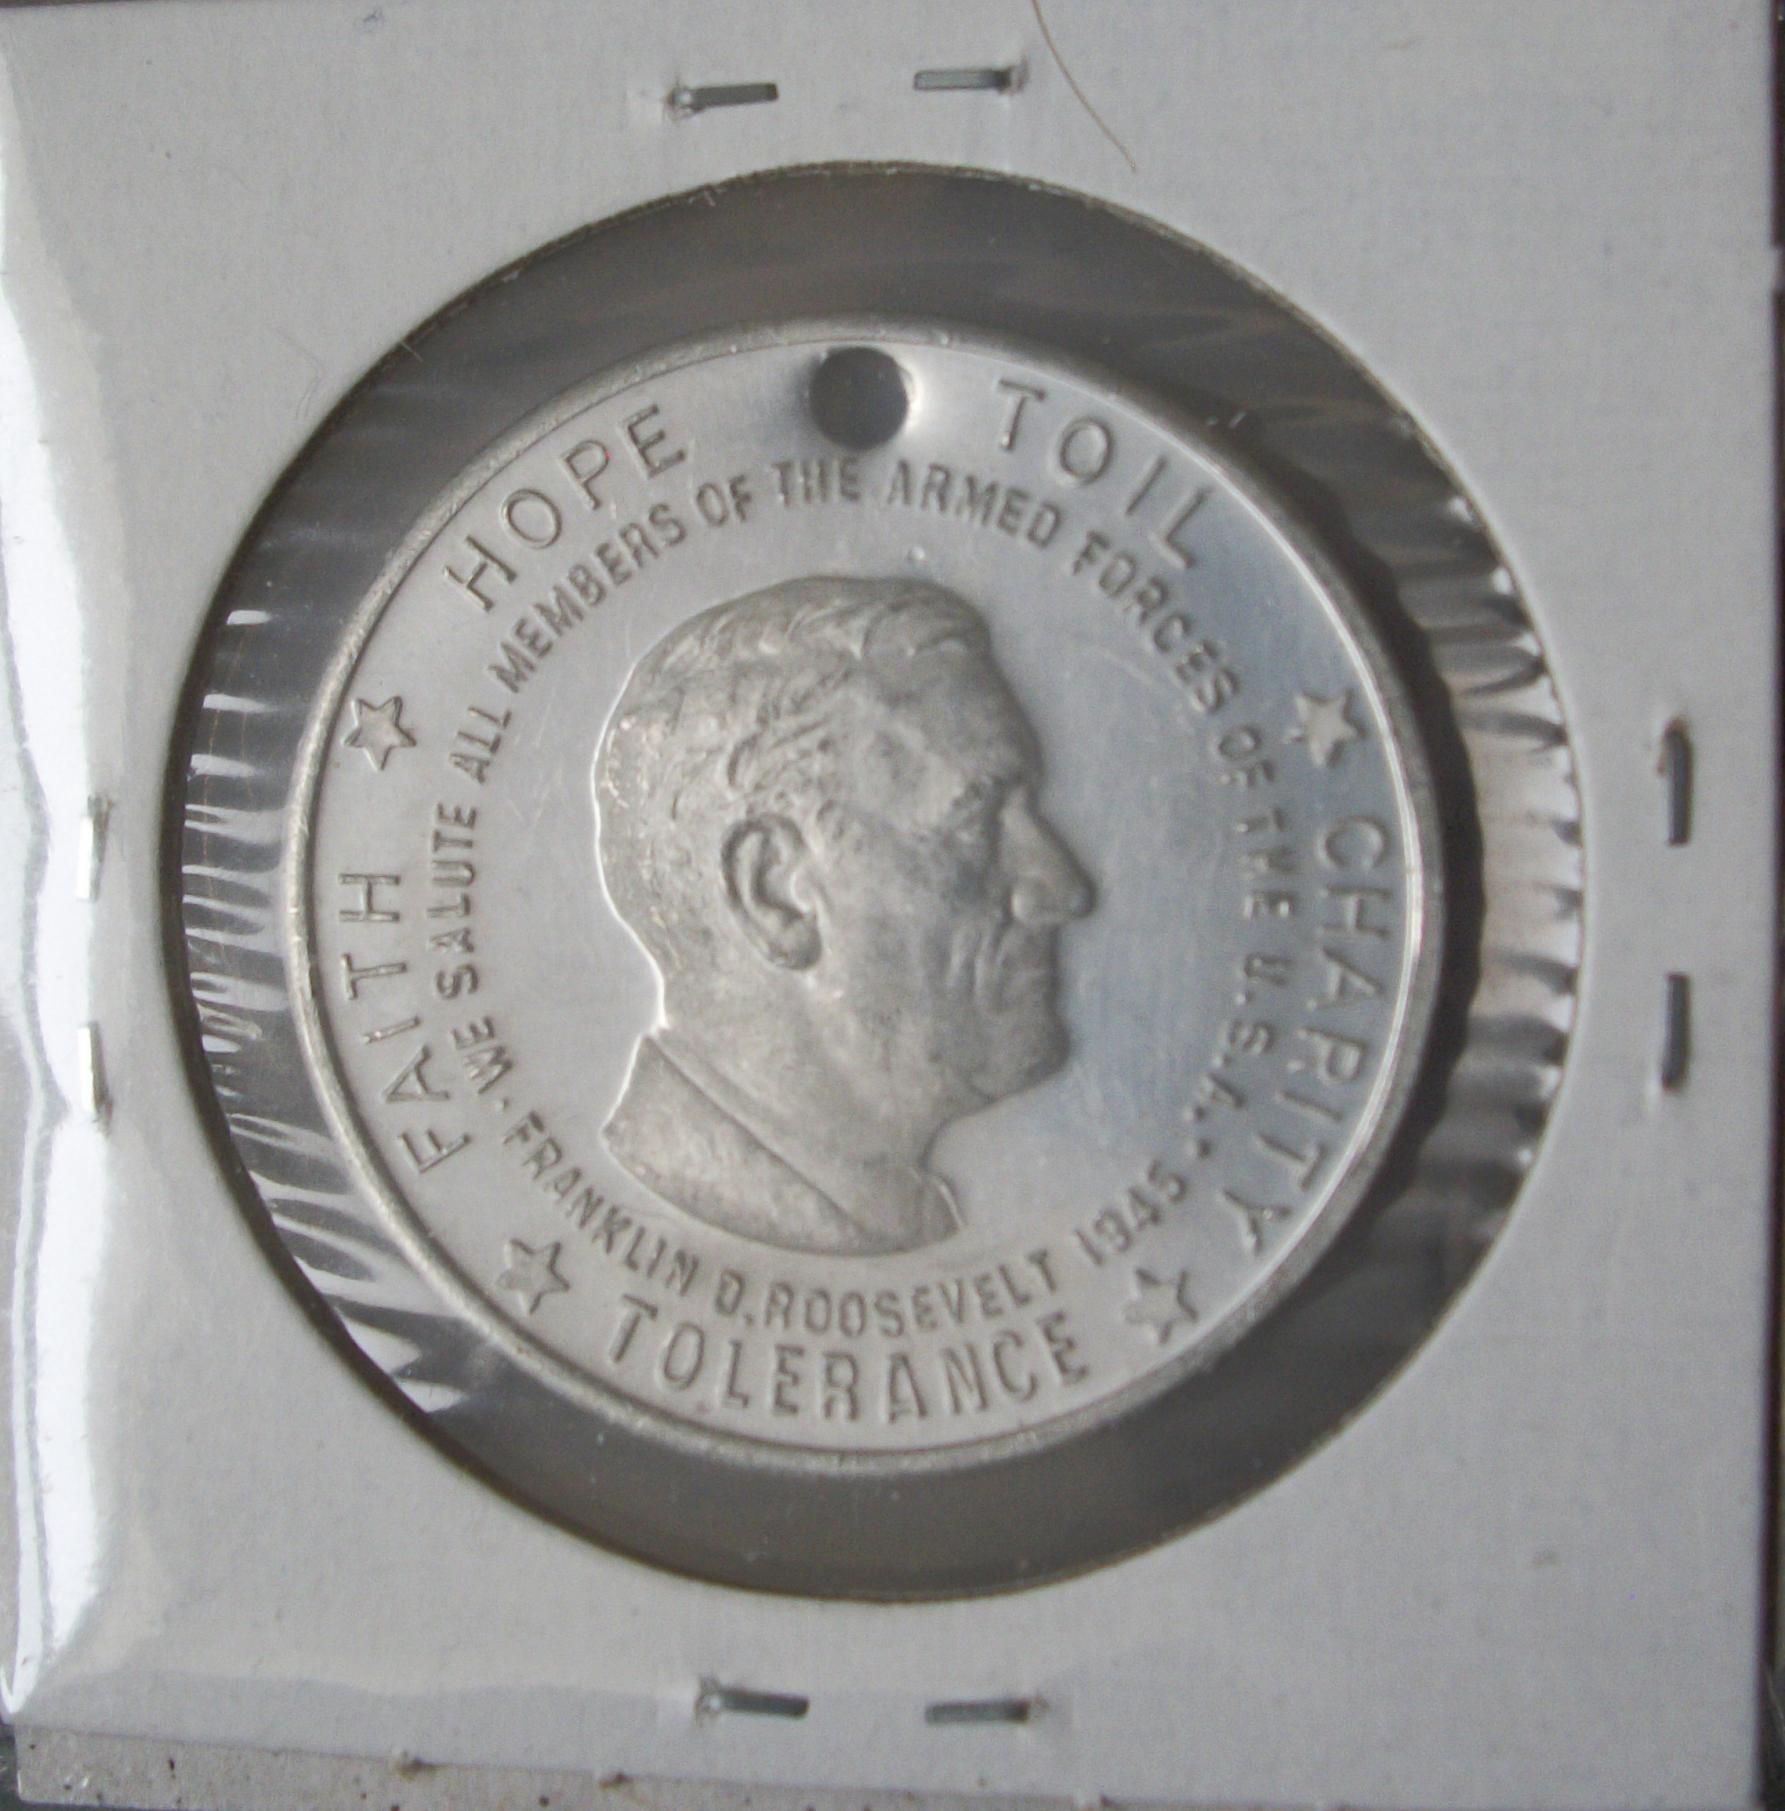 FAITH ☆ HOPE TOIL ☆ CHARITY ☆ TOLERANCE ☆
WE SALUTE ALL MEMBERS OF THE ARMED FORCES OF THE U.S.A.
FRANKLIN D. ROOSEVELT 1945